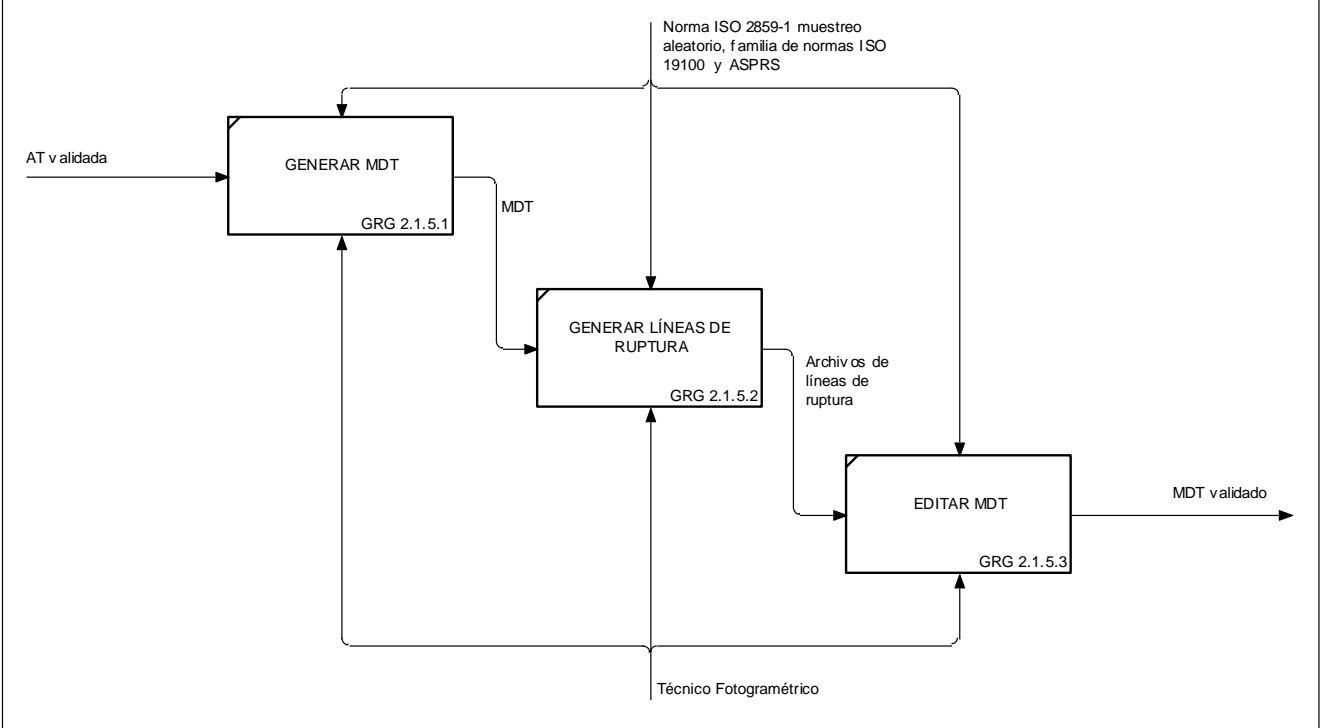 Norma ISO 2859-1 muestreo
aleatorio, familia de normas ISO
19100 y ASPRS
AT validada
GENERAR MDT
GRG 2.1.5.1
MDT
GENERAR LÍNEAS DE
RUPTURA
GRG 2.1.5.2
Archivos de
líneas de
ruptura
EDITAR MDT
GRG 2.1.5.3
MDT validado
Técnico Fotogramétrico